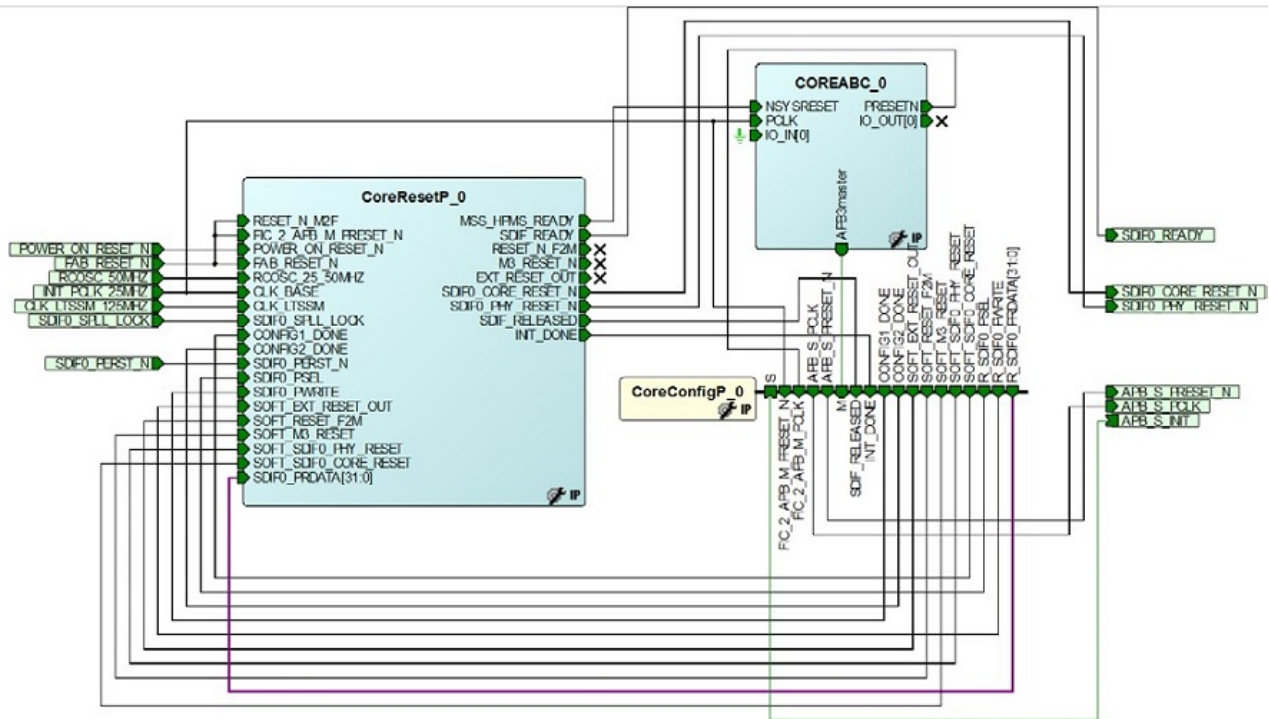 COREABC_0
NSYSRESET PRESETN
PCLK IO_OUT[0]
IO_IN[0]
APB3master
IP
CoreResetP_0
RESET_N_M2F MSS_HPMS_READY
FIC_2_APB_M_PRESET_N SDIF_READY
POWER_ON_RESET_N RESET_N_F2M
FAB_RESET_N M3_RESET_N
RCOSC_25_50MHZ EXT_RESET_OUT
CLK_BASE SDIF0_CORE_RESET_N
CLK_LTSSM SDIF0_PHY_RESET_N
SDIF0_SPLL_LOCK SDIF_RELEASED
CONFIG1_DONE INIT_DONE
CONFIG2_DONE
SDIF0_PERST_N
SDIF0_PSEL
SDIF0_PWRITE
SOFT_EXT_RESET_OUT
SOFT_RESET_F2M
SOFT_M3_RESET
SOFT_SDIF0_PHY_RESET
SOFT_SDIF0_CORE_RESET
SDIF0_PRDATA[31:0]
IP
POWER_ON_RESET_N
FAB_RESET_N
RCOSC_50MHZ
INIT_PCLK_25MHZ
CLK_LTSSM_125MHZ
SDIF0_SPLL_LOCK
SDIF0_PERST_N
CoreConfigP_0
IP
S
FIC_2_APB_M_PRESET_N
FIC_2_APB_M_PCLK
APB_S_PCLK
APB_S_PRESET_N
M
SDIF_RELEASED
INIT_DONE
CONFIG1_DONE
CONFIG2_DONE
SOFT_EXT_RESET_OUT
SOFT_RESET_F2M
SOFT_M3_RESET
SOFT_SDIF0_PHY_RESET
SOFT_SDIF0_CORE_RESET
R_SDIF0_PSEL
R_SDIF0_PWRITE
R_SDIF0_PRDATA[31:0]
SDIF0_READY
SDIF0_CORE_RESET_N
SDIF0_PHY_RESET_N
APB_S_PRESET_N
APB_S_PCLK
APB_S_INIT